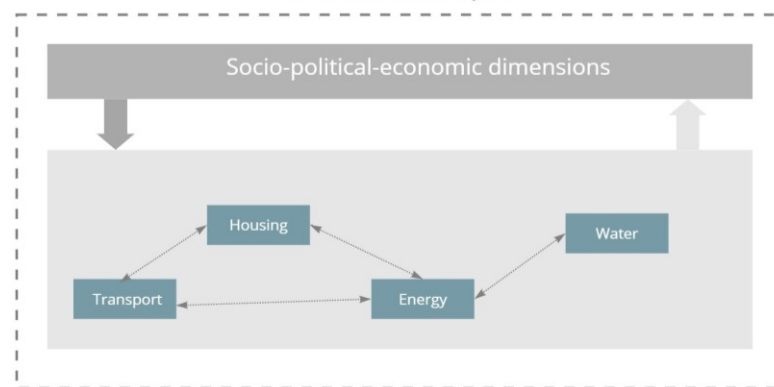 Socio-political-economic dimensions
Housing
Water
Transport
Energy